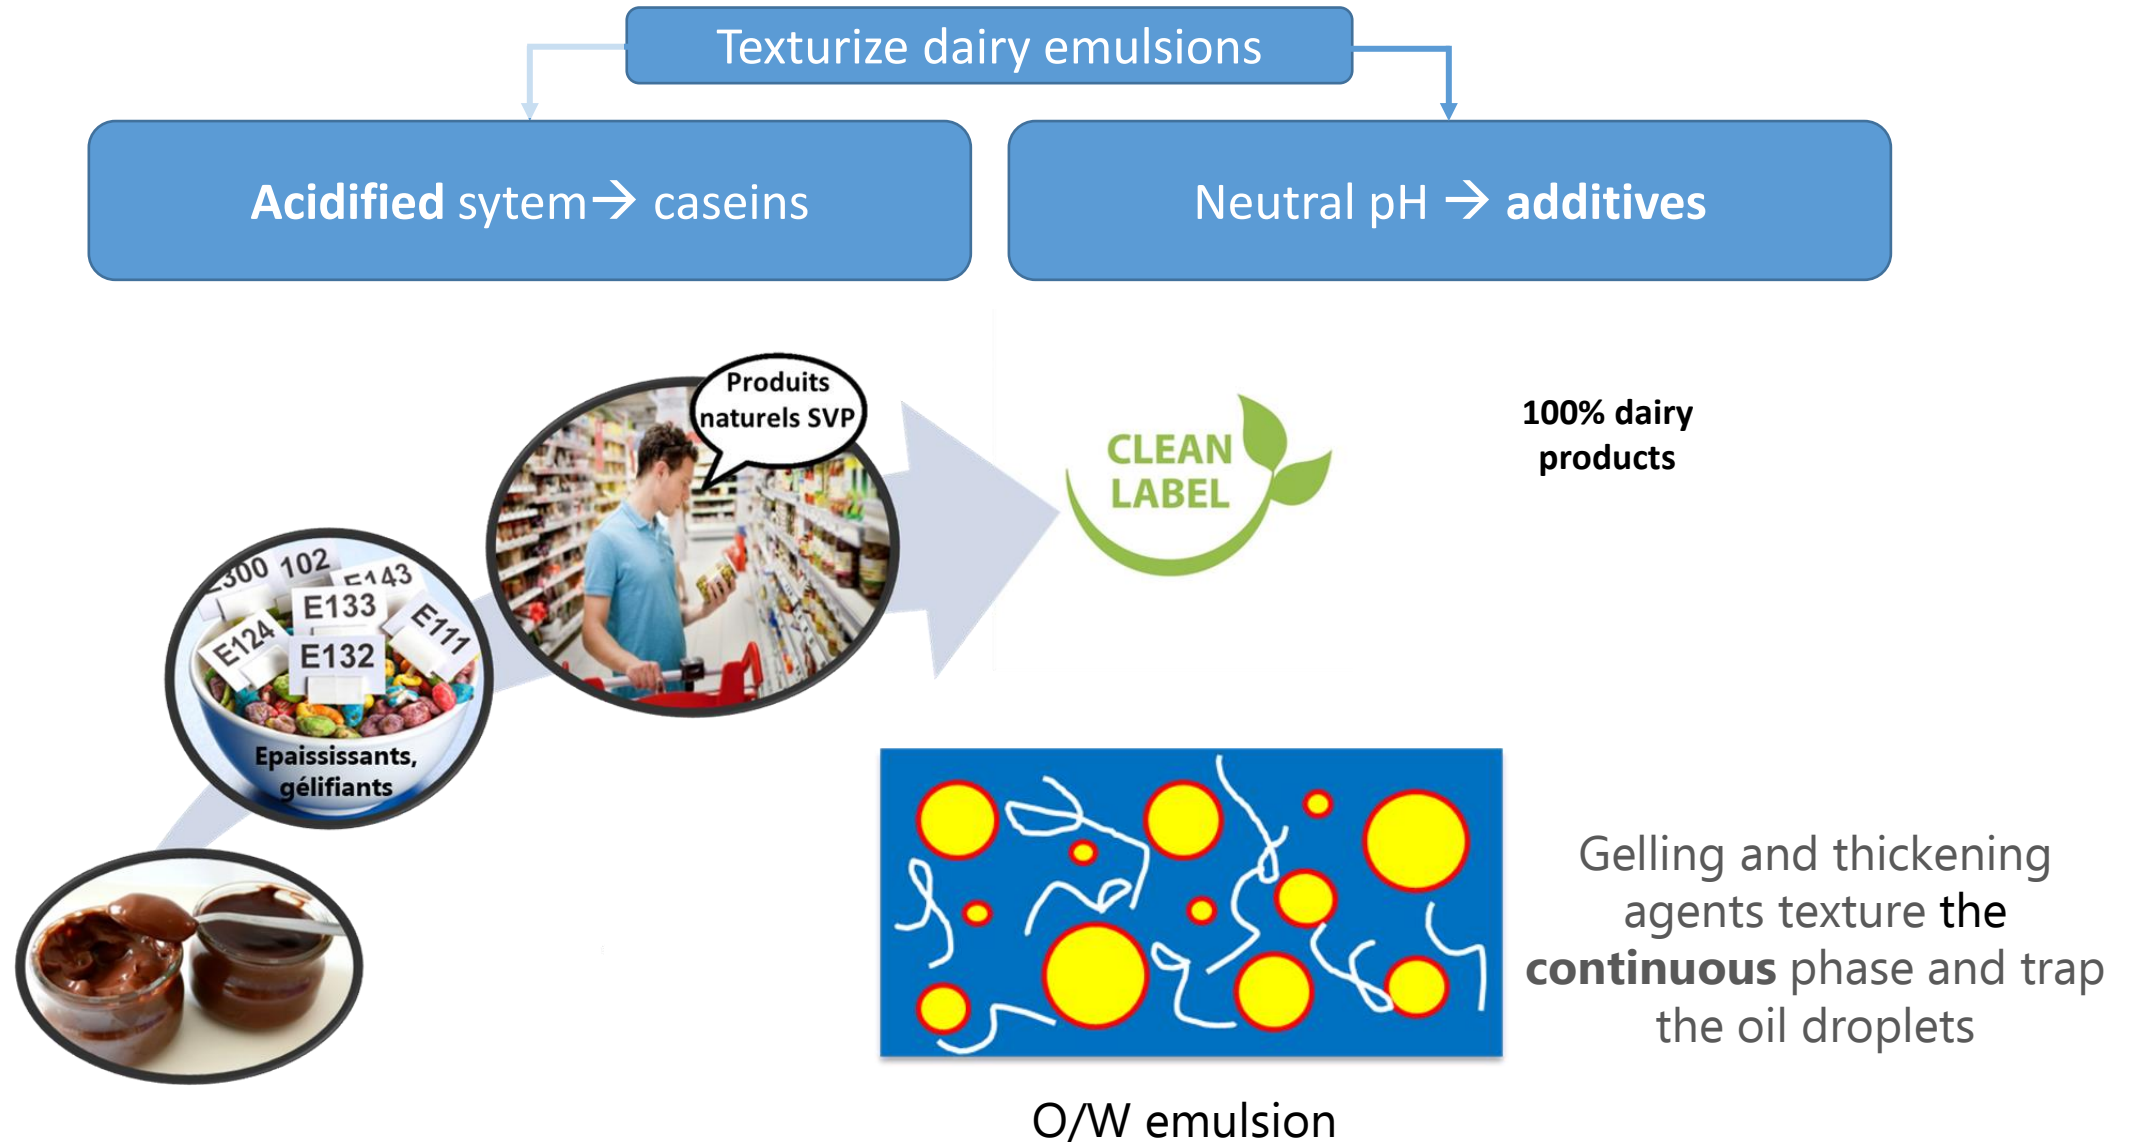 Texturize dairy emulsions
Acidified sytem→ caseins
Neutral pH → additives
Produits
naturels SVP
CLEAN
LABEL
100% dairy
products
E300
102
E143
E133
E124
E111
E132
Epaississants,
gélifiants
Gelling and thickening
agents texture the
continuous phase and trap
the oil droplets
O/W emulsion